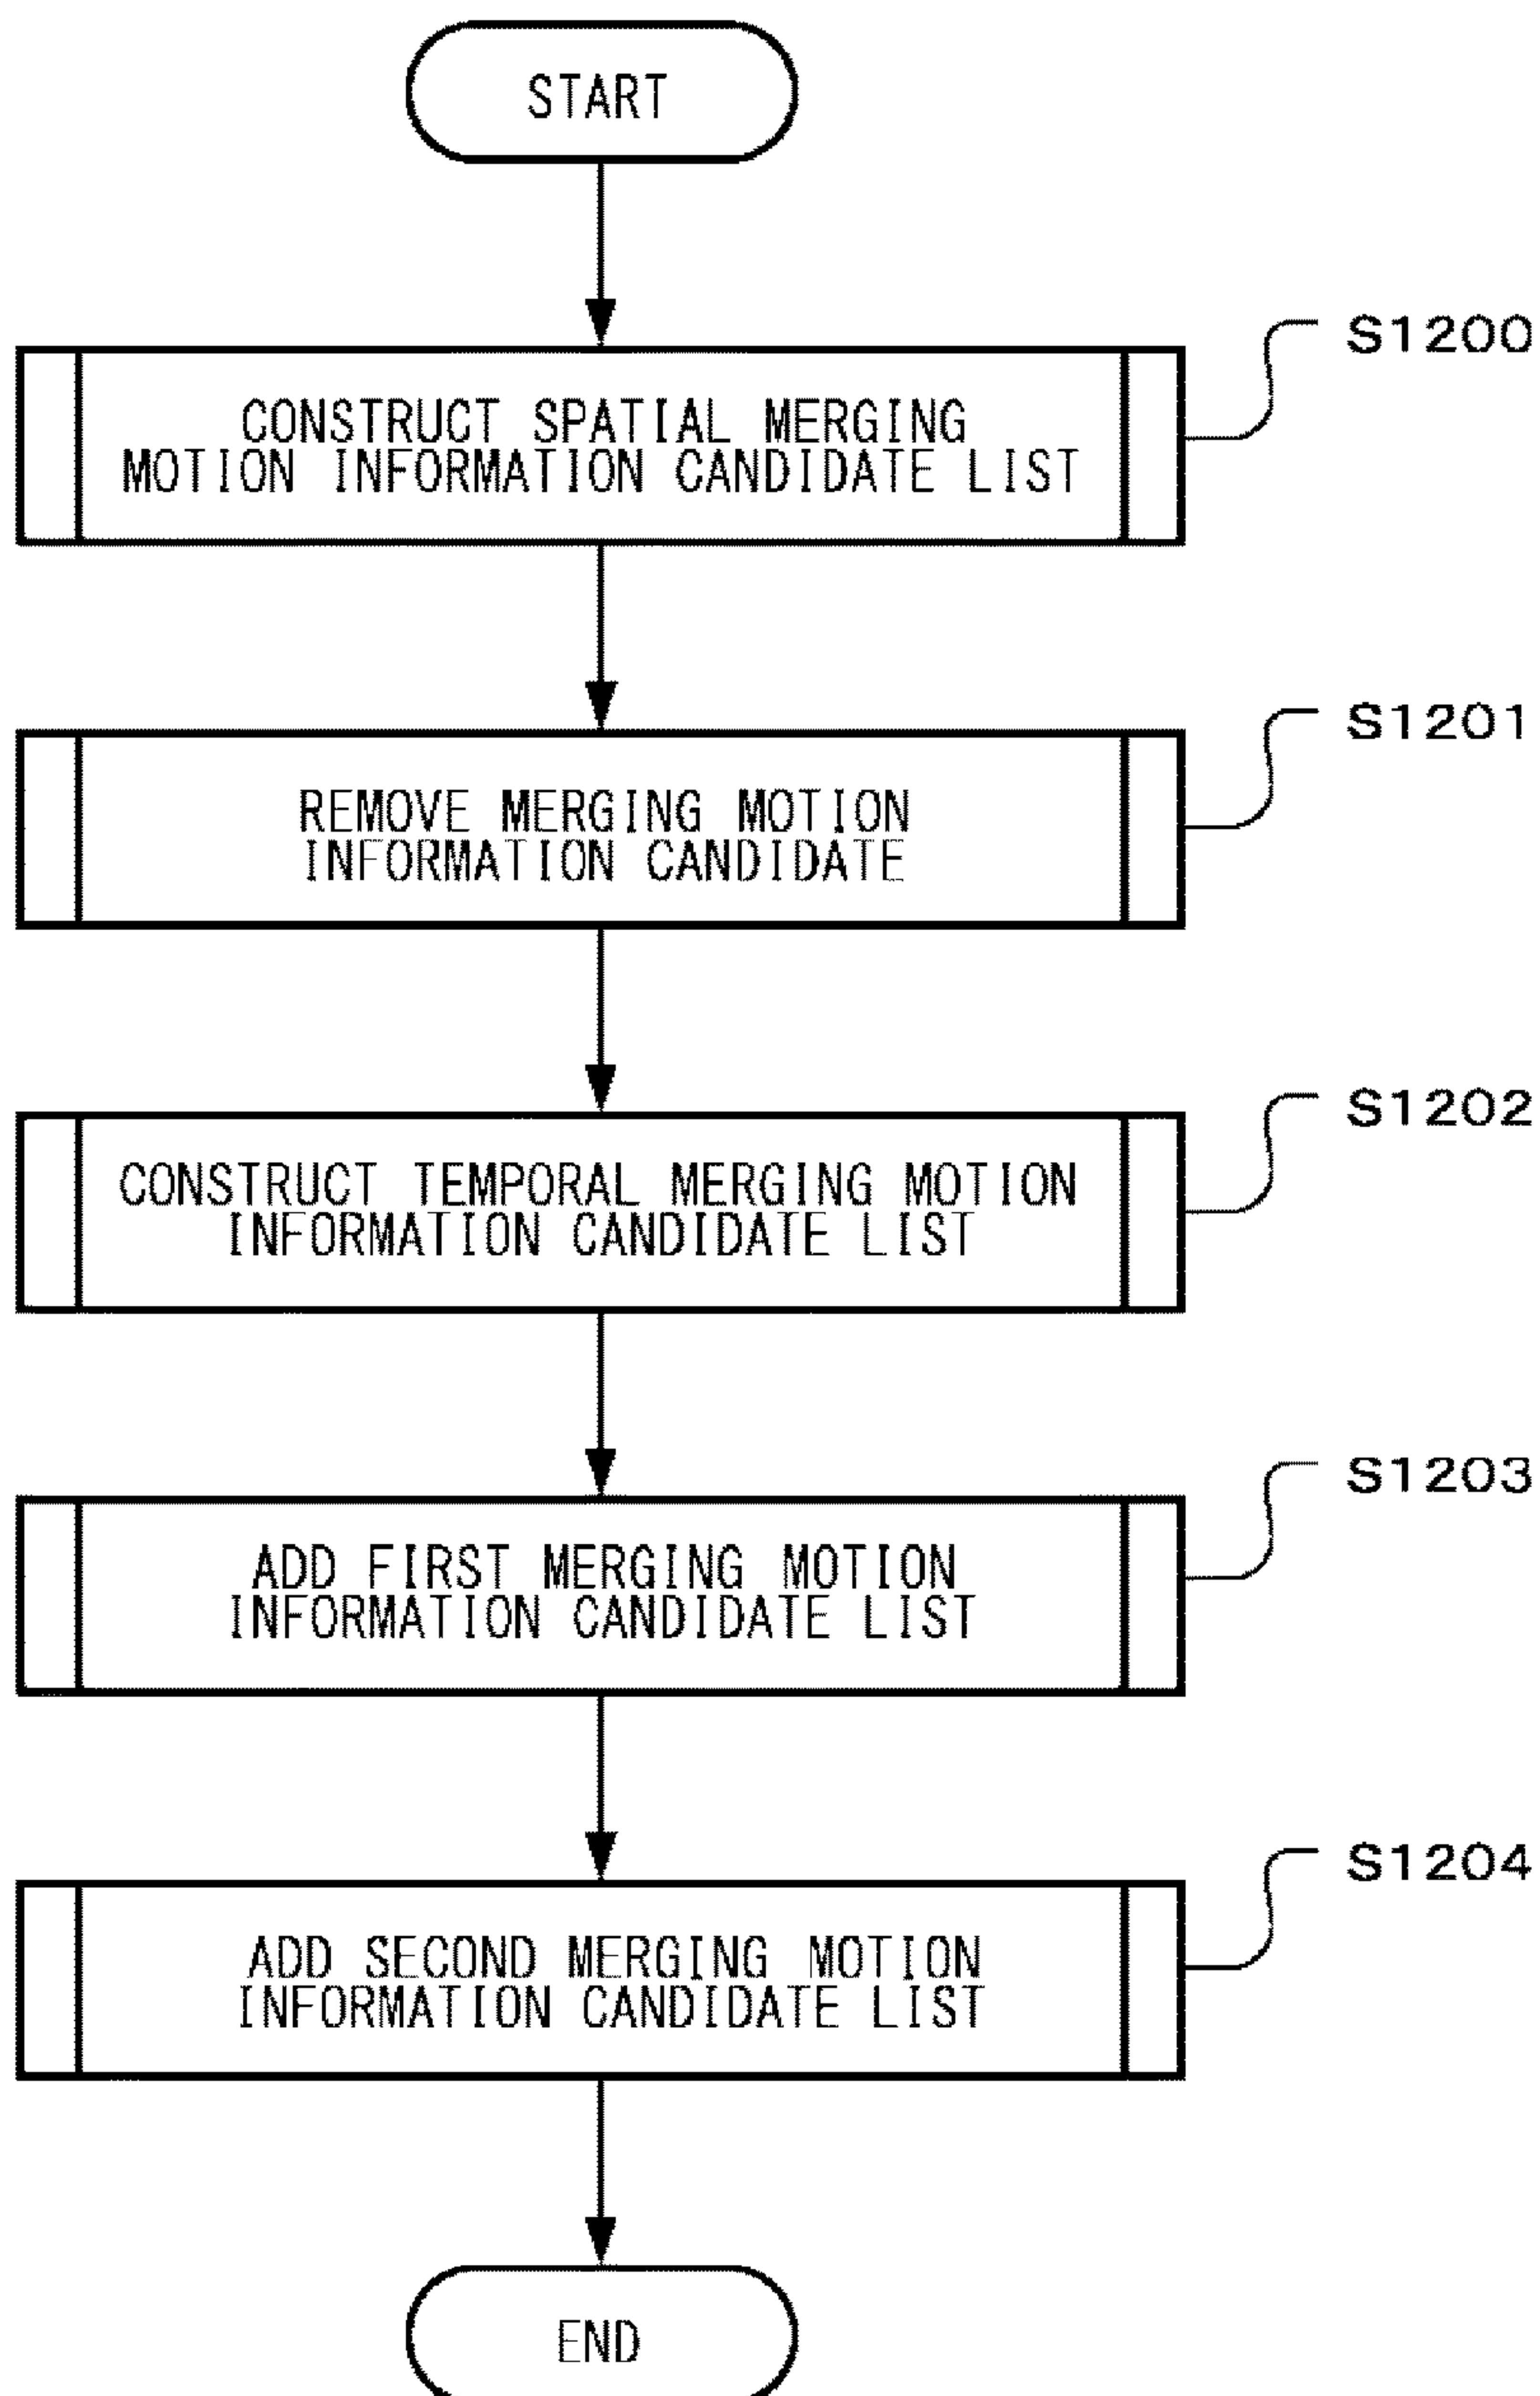 START
S1200
CONSTRUCT SPATIAL MERGING
MOTION INFORMATION CANDIDATE LIST
S1201
REMOVE MERGING MOTION
INFORMATION CANDIDATE
S1202
CONSTRUCT TEMPORAL MERGING MOTION
INFORMATION CANDIDATE LIST
S1203
ADD FIRST MERGING MOTION
INFORMATION CANDIDATE LIST
S1204
ADD SECOND MERGING MOTION
INFORMATION CANDIDATE LIST
END